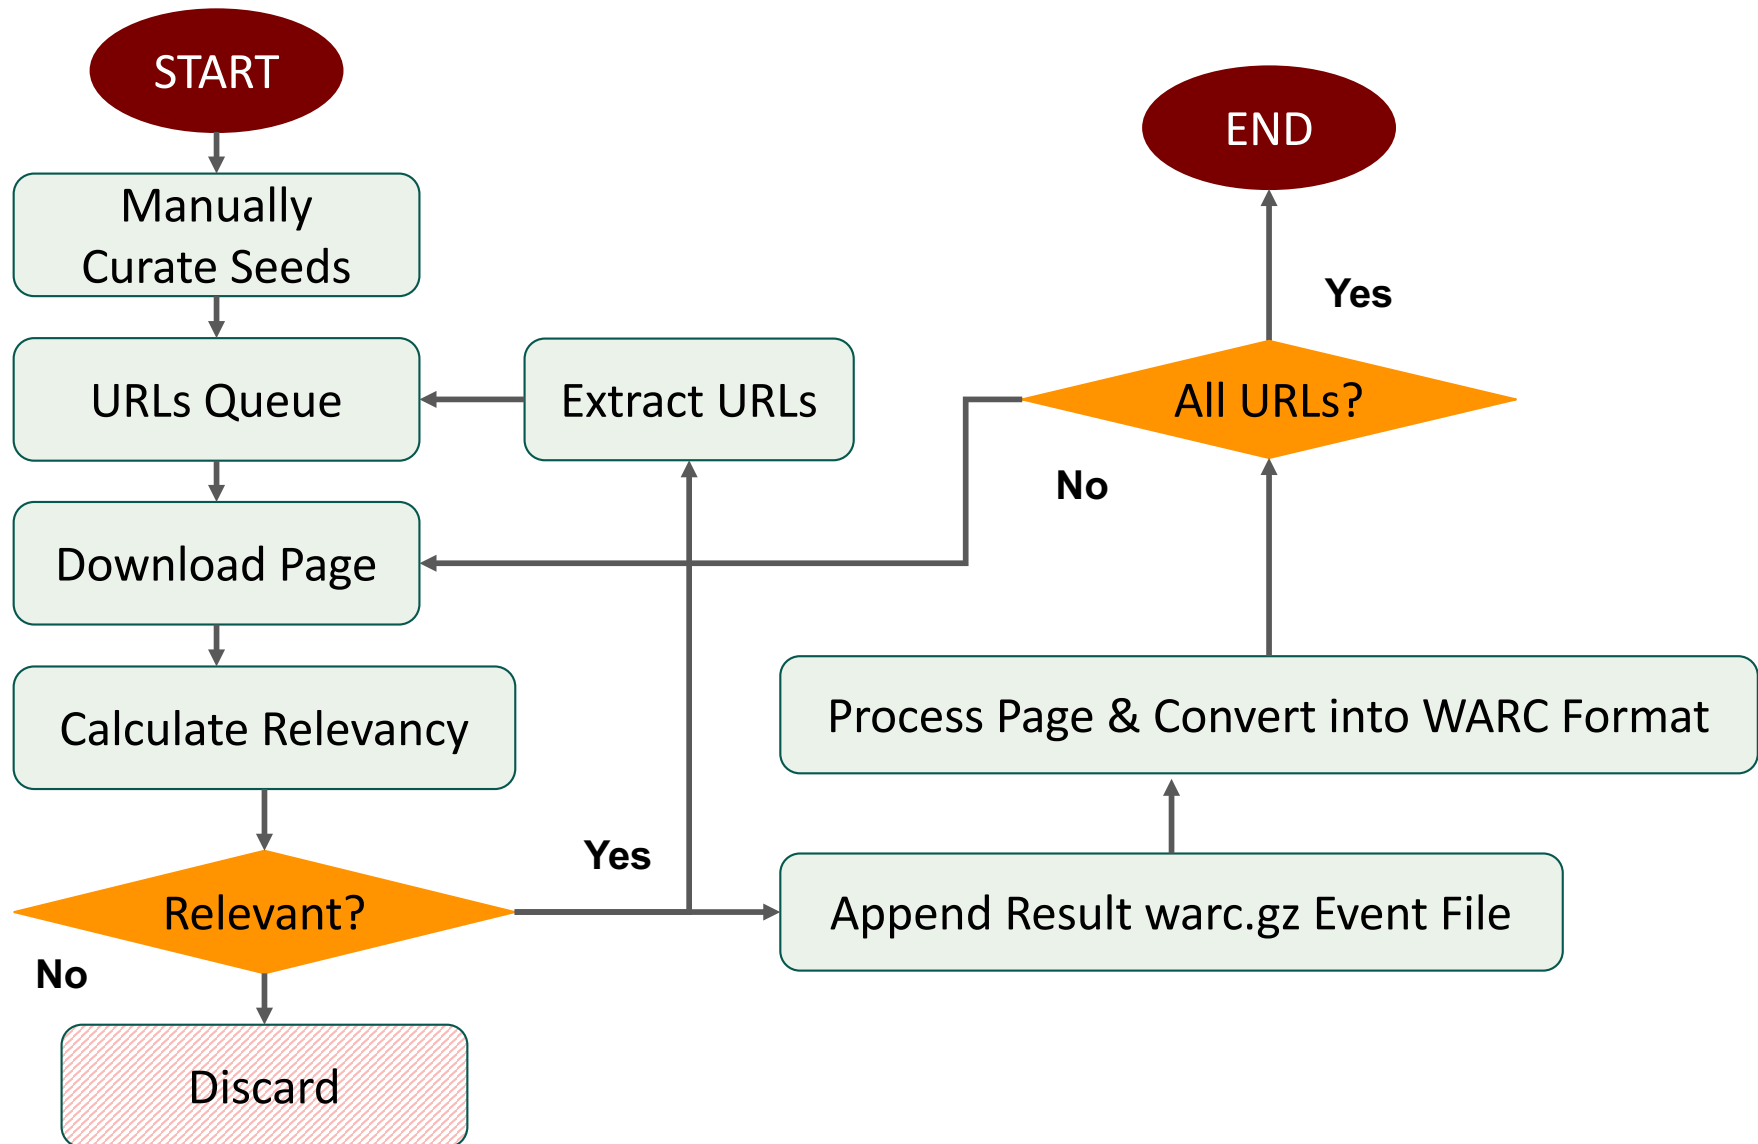 START
Manually
Curate Seeds
URLs Queue
Extract URLs
Download Page
Calculate Relevancy
Relevant?
No
Discard
Yes
Append Result warc.gz Event File
Process Page & Convert into WARC Format
All URLs?
No
Yes
END